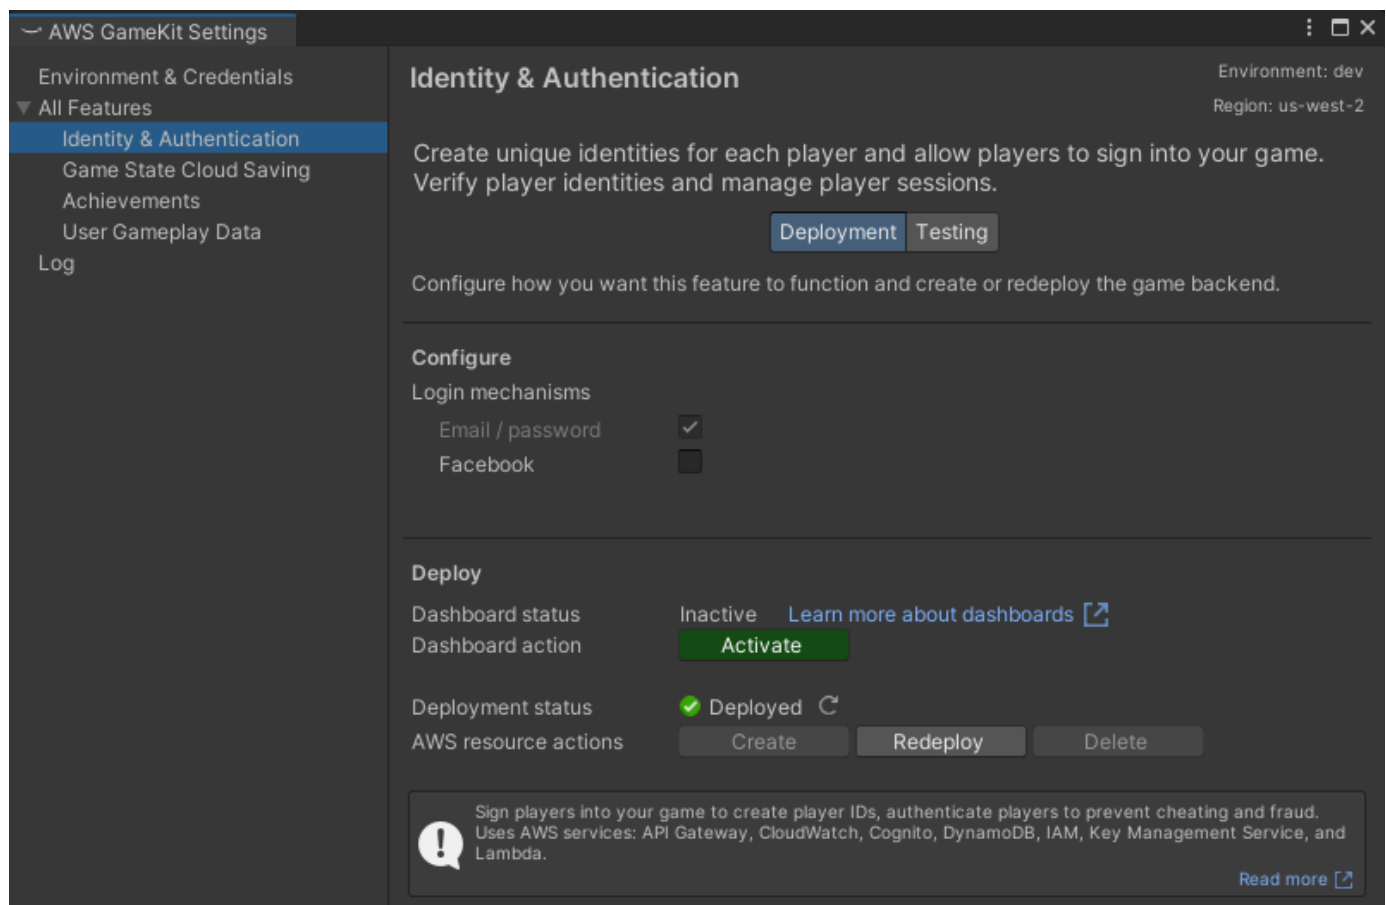 AWS GameKit Settings
Environment & Credentials
All Features
Identity & Authentication
Game State Cloud Saving
Achievements
User Gameplay Data
Log
Identity & Authentication
Environment: dev
Region: us-west-2
Create unique identities for each player and allow players to sign into your game.
Verify player identities and manage player sessions.
Deployment Testing
Configure how you want this feature to function and create or redeploy the game backend.
Configure
Login mechanisms
Email / password
Facebook
Deploy
Dashboard status Inactive Learn more about dashboards
Dashboard action Activate
Deployment status Deployed
AWS resource actions Create Redeploy Delete
Sign players into your game to create player IDs, authenticate players to prevent cheating and fraud.
Uses AWS services: API Gateway, CloudWatch, Cognito, DynamoDB, IAM, Key Management Service, and
Lambda.
Read more